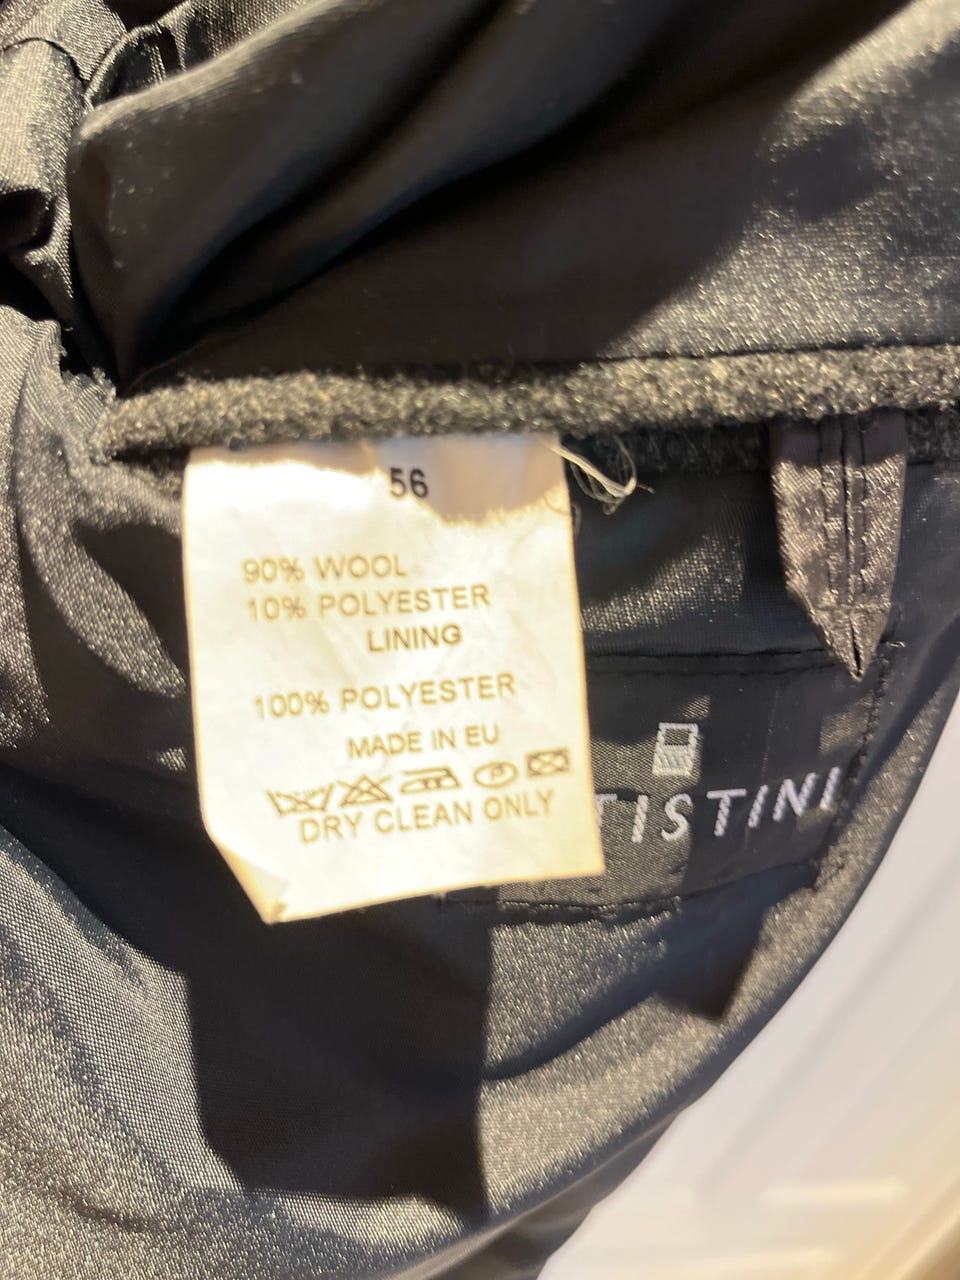 56
90% WOOL
10% POLYESTER
LINING
100% POLYESTER
MADE IN EU
DRY CLEAN ONLY
TISTINI